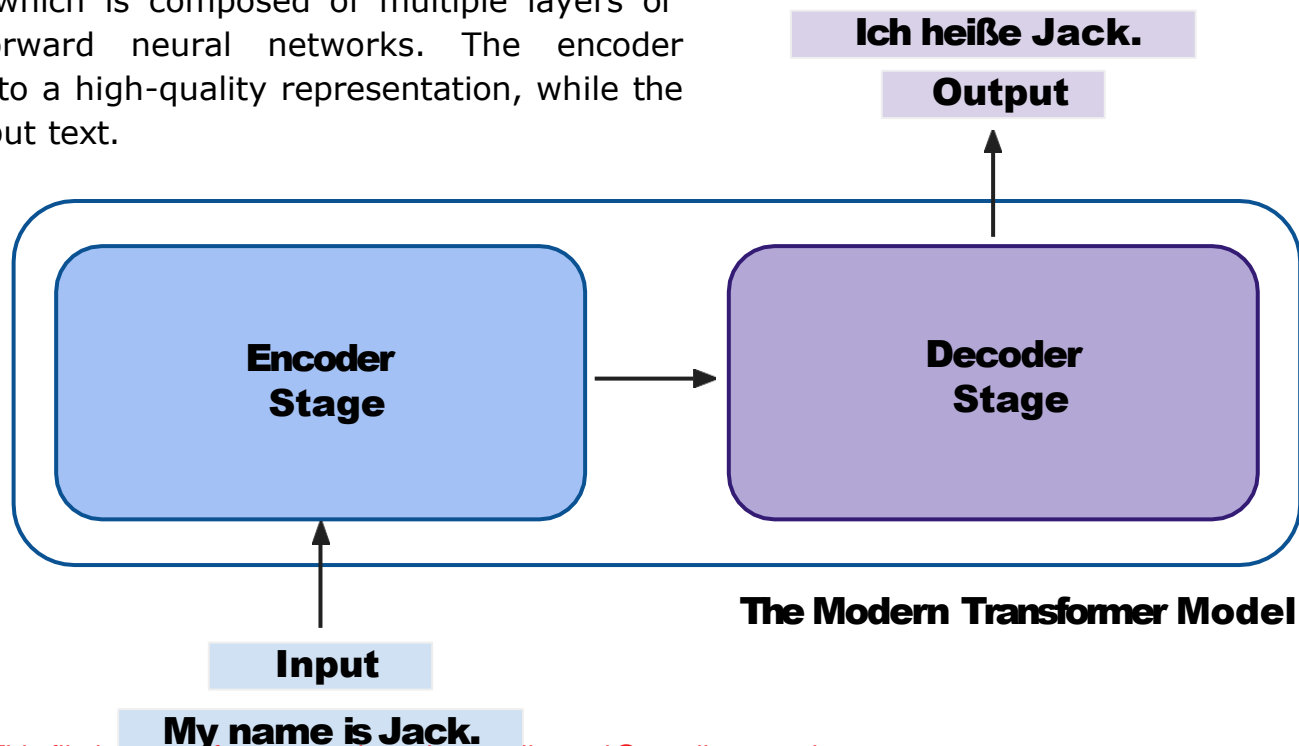 which is composed of multiple layers of
orward neural networks. The encoder
to a high-quality representation, while the
put text.
Ich heiße Jack.
Output
Encoder
Stage
Decoder
Stage
The Modern Transformer Model
Input
My name is Jack.